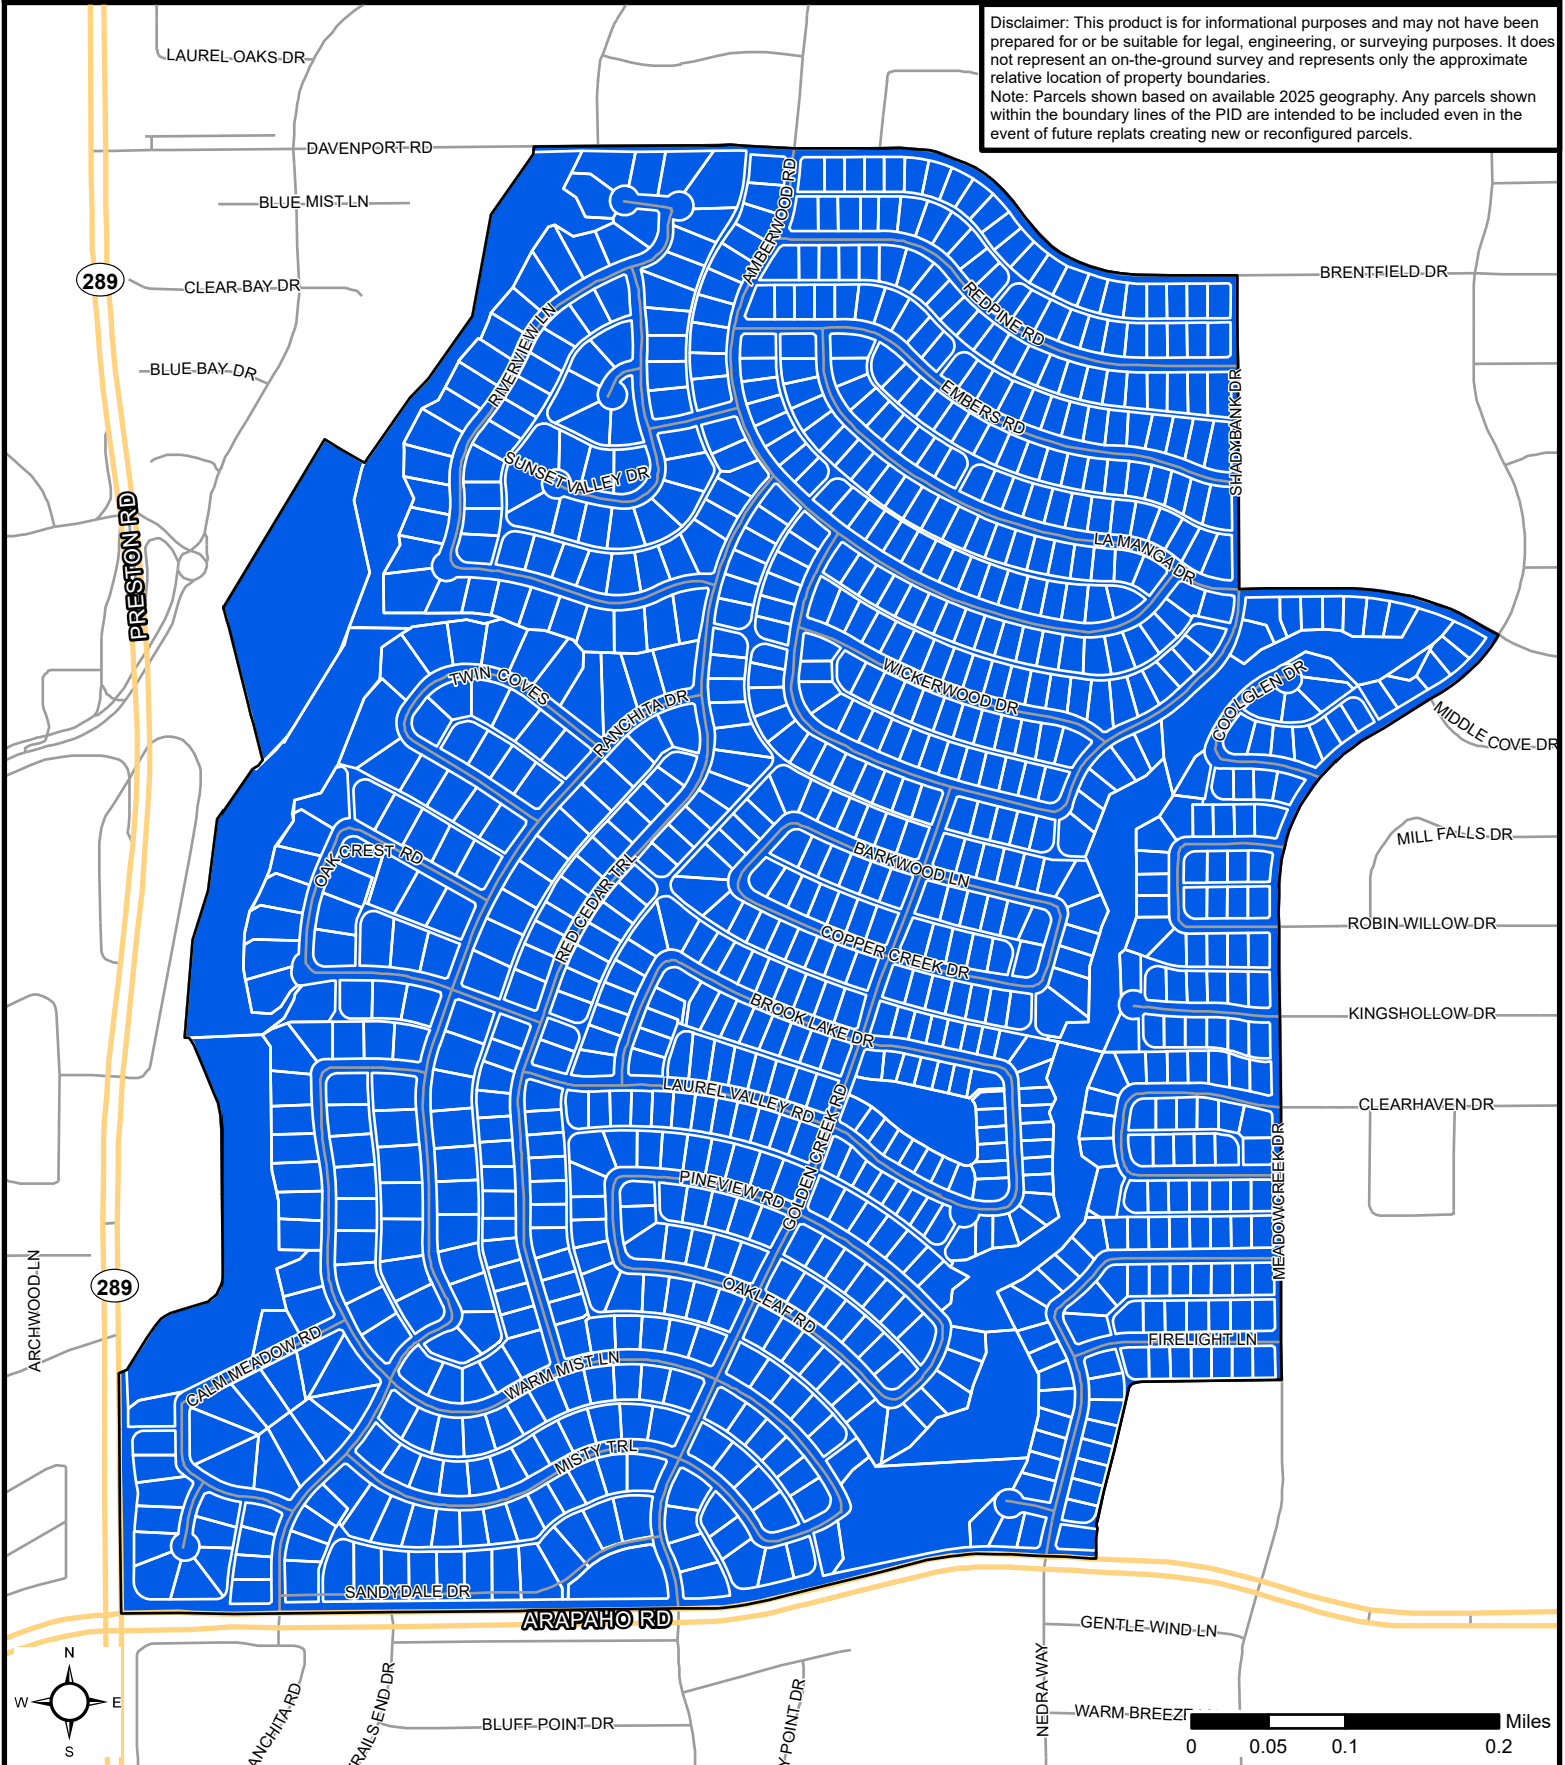 Disclaimer: This product is for informational purposes and may not have been
prepared for or be suitable for legal, engineering, or surveying purposes. It does
not represent an on-the-ground survey and represents only the approximate
relative location of property boundaries.
Note: Parcels shown based on available 2025 geography. Any parcels shown
within the boundary lines of the PID are intended to be included even in the
event of future replats creating new or reconfigured parcels.
LAUREL OAKS DR
DAVENPORT RD
BLUE MIST LN
AMBERWOOD RD
289
CLEAR BAY DR
BRENTFIELD DR
REDPINE RD
RIVERVIEW LN
BLUE BAY DR
EMBERS RD
SHADYBANK DR
SUNSET VALLEY DR
PRESTON RD
LA MANGA DR
TWIN COVES
WICKERWOOD DR
COOLGLEN DR
RANCHITA DR
MIDDLE COVE DR
MILL FALLS DR
OAKCREST RD
BARKWOOD LN
RED CEDAR TRL
ROBIN WILLOW DR
COPPER CREEK DR
BROOK LAKE DR
KINGSHOLLOW DR
LAUREL VALLEY RD
CLEARHAVEN DR
GOLDEN CREEK RD
MEADOWCREEK DR
PINEVIEW RD
ARCHWOOD LN
289
OAKLEAF RD
CALM MEADOW RD
FIRELIGHT LN
WARM MIST LN
MISTY TRL
SANDYDALE DR
ARAPAHO RD
GENTLE WIND LN
N
W E
S
NEDRA WAY
BLUFF POINT DR
WARM BREEZE
Miles
0 0.05 0.1 0.2